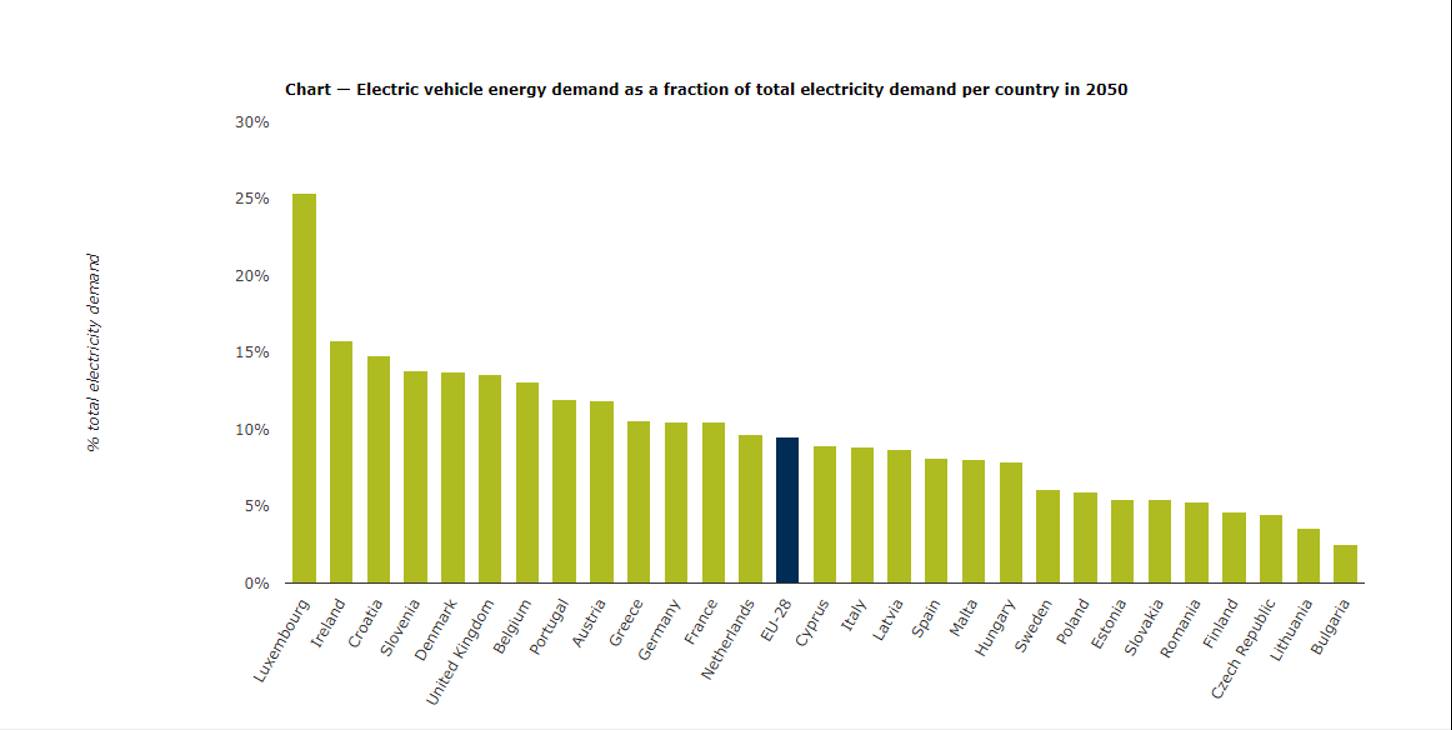 Chart — Electric vehicle energy demand as a fraction of total electricity demand per country in 2050
30%
25%
20%
15%
10%
5%
0%
% total electricity demand
Luxembourg
Ireland
Croatia
Slovenia
Denmark
United Kingdom
Belgium
Portugal
Austria
Greece
Germany
France
Netherlands
EU-28
Cyprus
Italy
Latvia
Spain
Malta
Hungary
Sweden
Poland
Estonia
Slovakia
Romania
Finland
Czech Republic
Lithuania
Bulgaria